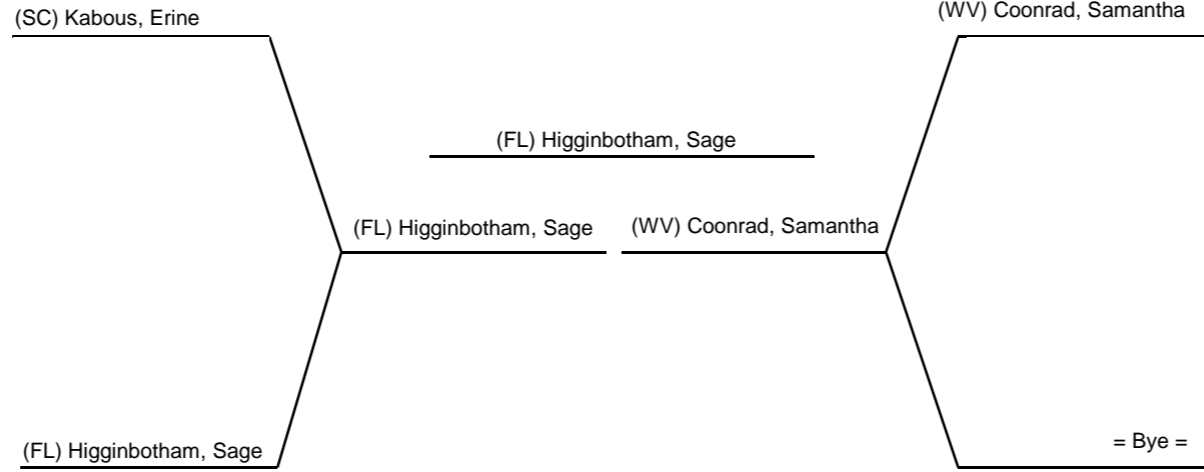 (SC) Kabous, Erine
(WV) Coonrad, Samantha
(FL) Higginbotham, Sage
(FL) Higginbotham, Sage
(WV) Coonrad, Samantha
(FL) Higginbotham, Sage
= Bye =